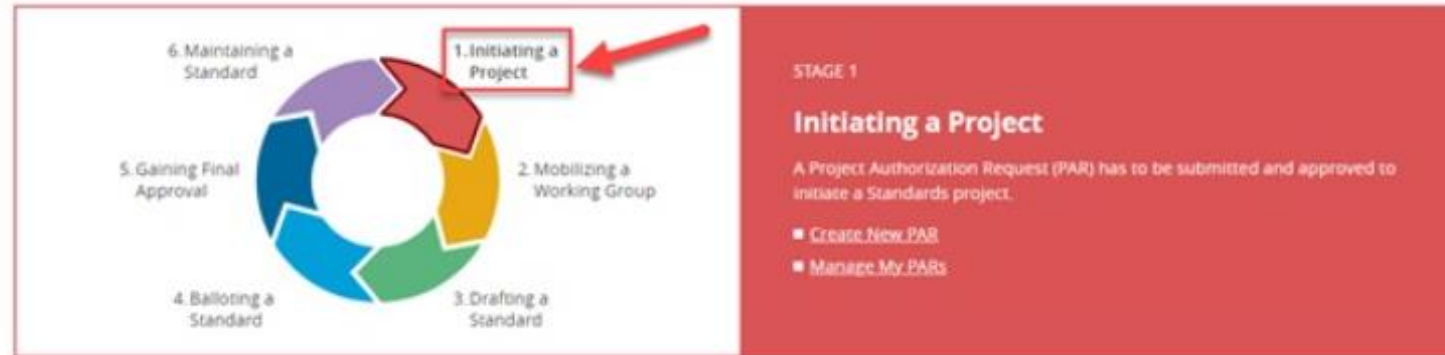 6. Maintaining a
Standard
1. Initiating a
Project
5. Gaining Final
Approval
2. Mobilizing a
Working Group
4. Balloting a
Standard
3. Drafting a
Standard
STAGE 1
Initiating a Project
A Project Authorization Request (PAR) has to be submitted and approved to
initiate a Standards project.
Create New PAR
Manage My PARs